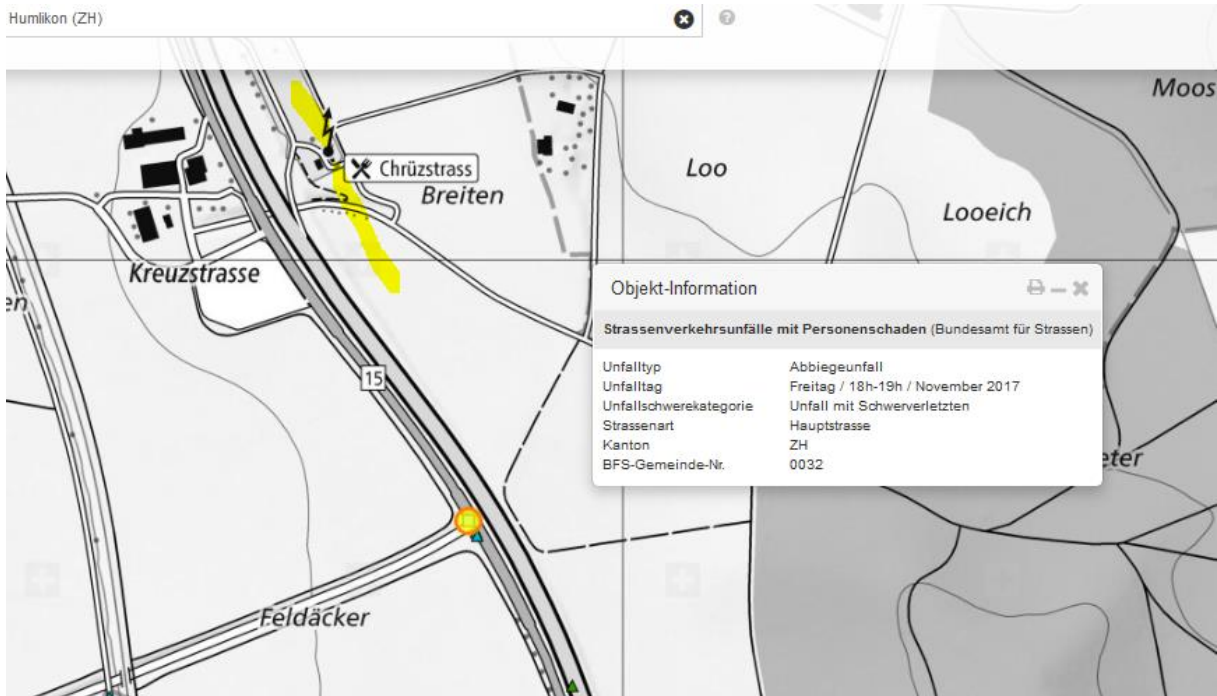 Humlikon (ZH)
Moos
Chrüzstrass
Loo
Breiten
Looeich
Kreuzstrasse
en
Objekt-Information
Strassenverkehrsunfälle mit Personenschaden (Bundesamt für Strassen)
Unfalltyp Abbiegeunfall
Unfalltag Freitag / 18h-19h / November 2017
Unfallschwerekategorie Unfall mit Schwerverletzten
Strassenart Hauptstrasse
Kanton ZH
BFS-Gemeinde-Nr. 0032
15
eter
Feldäcker